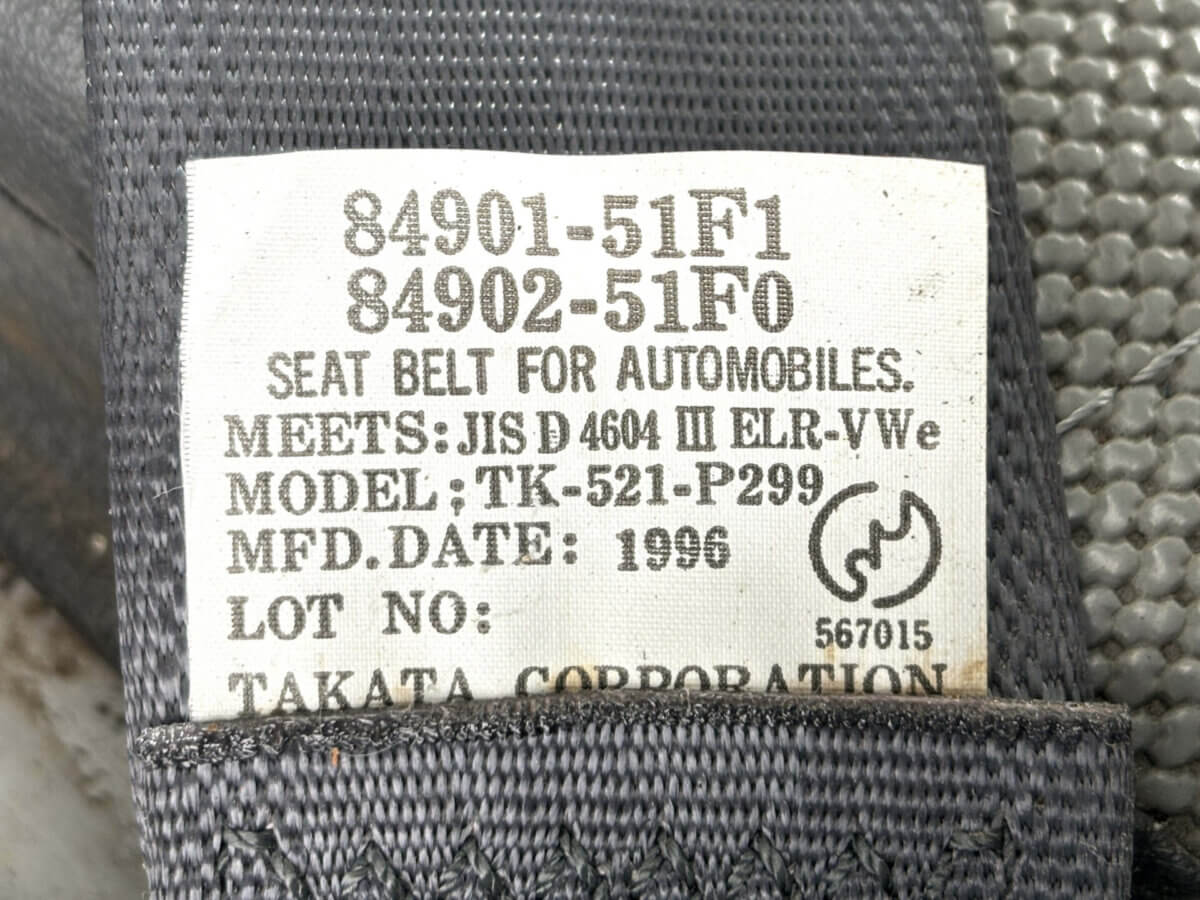 84901-51F1
84902-51F0
SEAT BELT FOR AUTOMOBILES.
MEETS: JIS D 4604 III ELR-VWe
MODEL; TK-521-P299
MFD.DATE: 1996
LOT NO:
567015
TAKATA CORPORATION